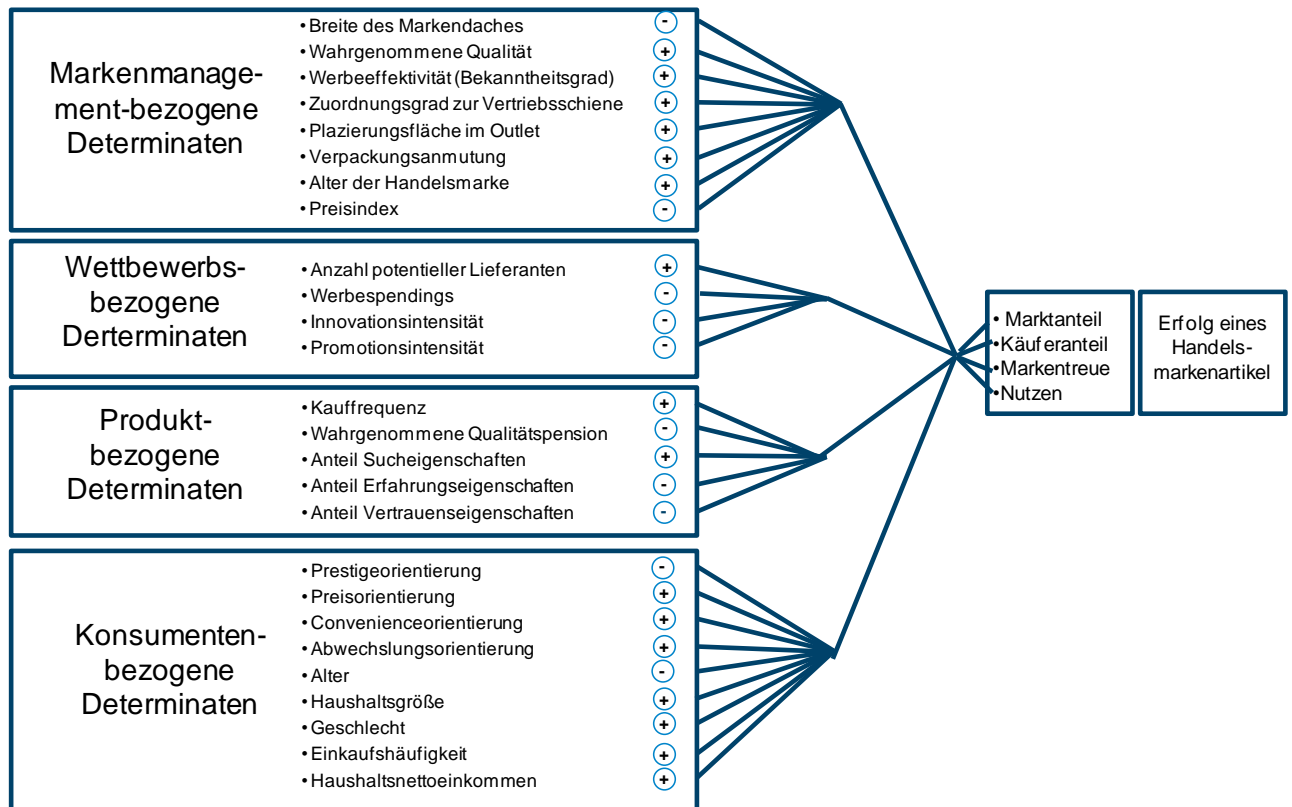 Markenmanage-
ment-bezogene
Determinaten
• Breite des Markendaches -
• Wahrgenommene Qualität +
• Werbeeffektivität (Bekanntheitsgrad) +
• Zuordnungsgrad zur Vertriebsschiene +
• Plazierungsfläche im Outlet +
• Verpackungsanmutung +
• Alter der Handelsmarke +
• Preisindex -
Wettbewerbs-
bezogene
Derterminaten
• Anzahl potentieller Lieferanten +
• Werbespendings -
• Innovationsintensität -
• Promotionsintensität -
Produkt-
bezogene
Determinaten
• Kauffrequenz +
• Wahrgenommene Qualitätspension -
• Anteil Sucheigenschaften +
• Anteil Erfahrungseigenschaften -
• Anteil Vertrauenseigenschaften -
Konsumenten-
bezogene
Determinaten
• Prestigeorientierung -
• Preisorientierung +
• Convenienceorientierung +
• Abwechslungsorientierung +
• Alter -
• Haushaltsgröße +
• Geschlecht +
• Einkaufshäufigkeit +
• Haushaltsnettoeinkommen +
• Marktanteil
• Käuferanteil
• Markentreue
• Nutzen
Erfolg eines
Handels-
markenartikel